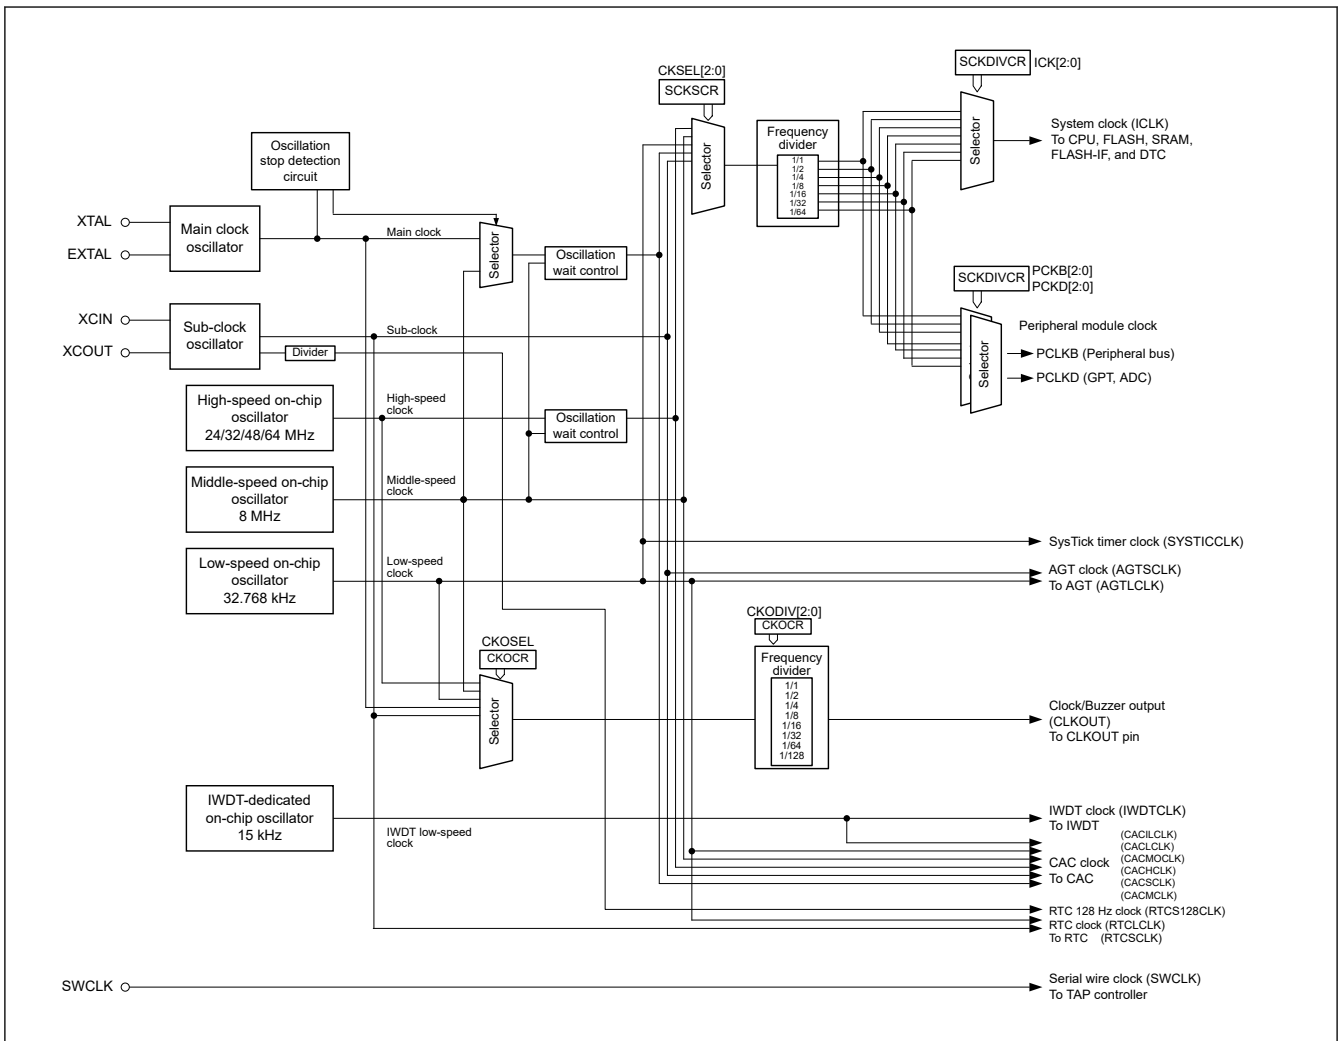 CKSEL[2:0]
SCKSCR
SCKDIVCR
ICK[2:0]
Selector
System clock (ICLK)
To CPU, FLASH, SRAM,
FLASH-IF, and DTC
Frequency
divider
1/1
1/2
1/4
1/8
1/16
1/32
1/64
Selector
Oscillation
stop detection
circuit
XTAL
EXTAL
Main clock
oscillator
Main clock
Selector
Oscillation
wait control
SCKDIVCR
PCKB[2:0]
PCKD[2:0]
Selector
Peripheral module clock
PCLKB (Peripheral bus)
PCLKD (GPT, ADC)
XCIN
XCOUT
Sub-clock
oscillator
Sub-clock
Divider
High-speed on-chip
oscillator
24/32/48/64 MHz
High-speed
clock
Oscillation
wait control
Middle-speed on-chip
oscillator
8 MHz
Middle-speed
clock
Low-speed on-chip
oscillator
32.768 kHz
Low-speed
clock
SysTick timer clock (SYSTICCLK)
AGT clock (AGTSCLK)
To AGT (AGTLCLK)
CKOSEL
CKOCR
Selector
CKODIV[2:0]
CKOCR
Frequency
divider
1/1
1/2
1/4
1/8
1/16
1/32
1/64
1/128
Clock/Buzzer output
(CLKOUT)
To CLKOUT pin
IWDT-dedicated
on-chip oscillator
15 kHz
IWDT low-speed
clock
IWDT clock (IWDTCLK)
To IWDT
CAC clock
To CAC
(CACILCLK)
(CACLCLK)
(CACMOCLK)
(CACHCLK)
(CACSCLK)
(CACMCLK)
RTC 128 Hz clock (RTCS128CLK)
RTC clock (RTCLCLK)
To RTC (RTCSCLK)
SWCLK
Serial wire clock (SWCLK)
To TAP controller